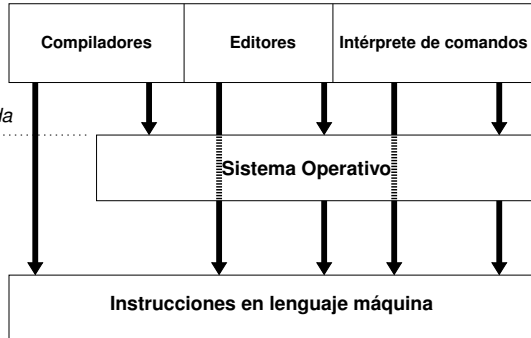 Compiladores
Editores
Intérprete de comandos
Sistema Operativo
Instrucciones en lenguaje máquina